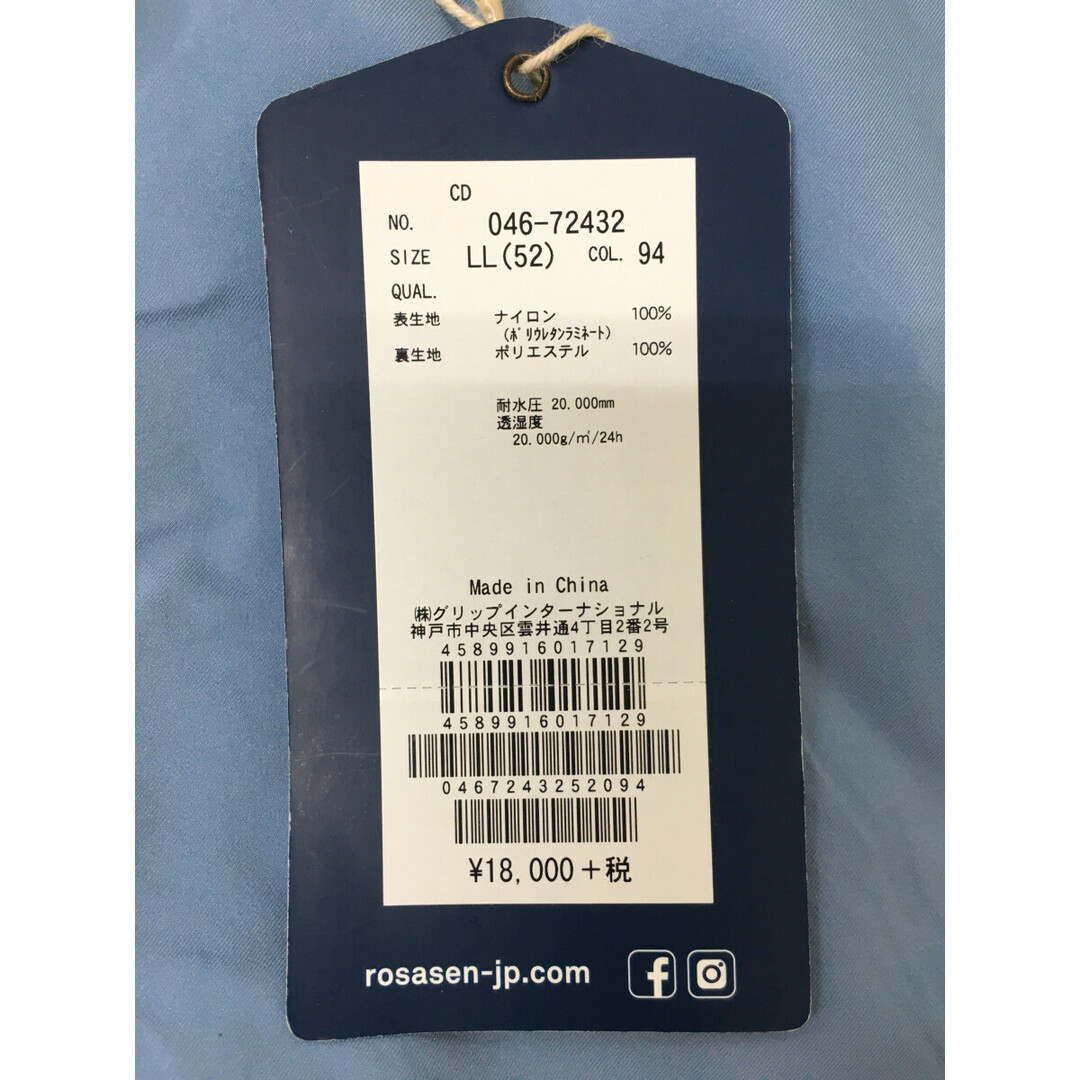 CD
NO. 046-72432
SIZE LL(52) COL. 94
QUAL.
表生地 ナイロン 100%
(ﾎﾟﾘｳﾚﾀﾝﾗﾐﾈｰﾄ)
裏生地 ポリエステル 100%
耐水圧 20.000mm
透湿度
20.000g/㎡/24h
Made in China
㈱グリップインターナショナル
神戸市中央区雲井通4丁目2番2号
4589916017129
4589916017129
0467243252094
¥18,000+税
rosasen-jp.com